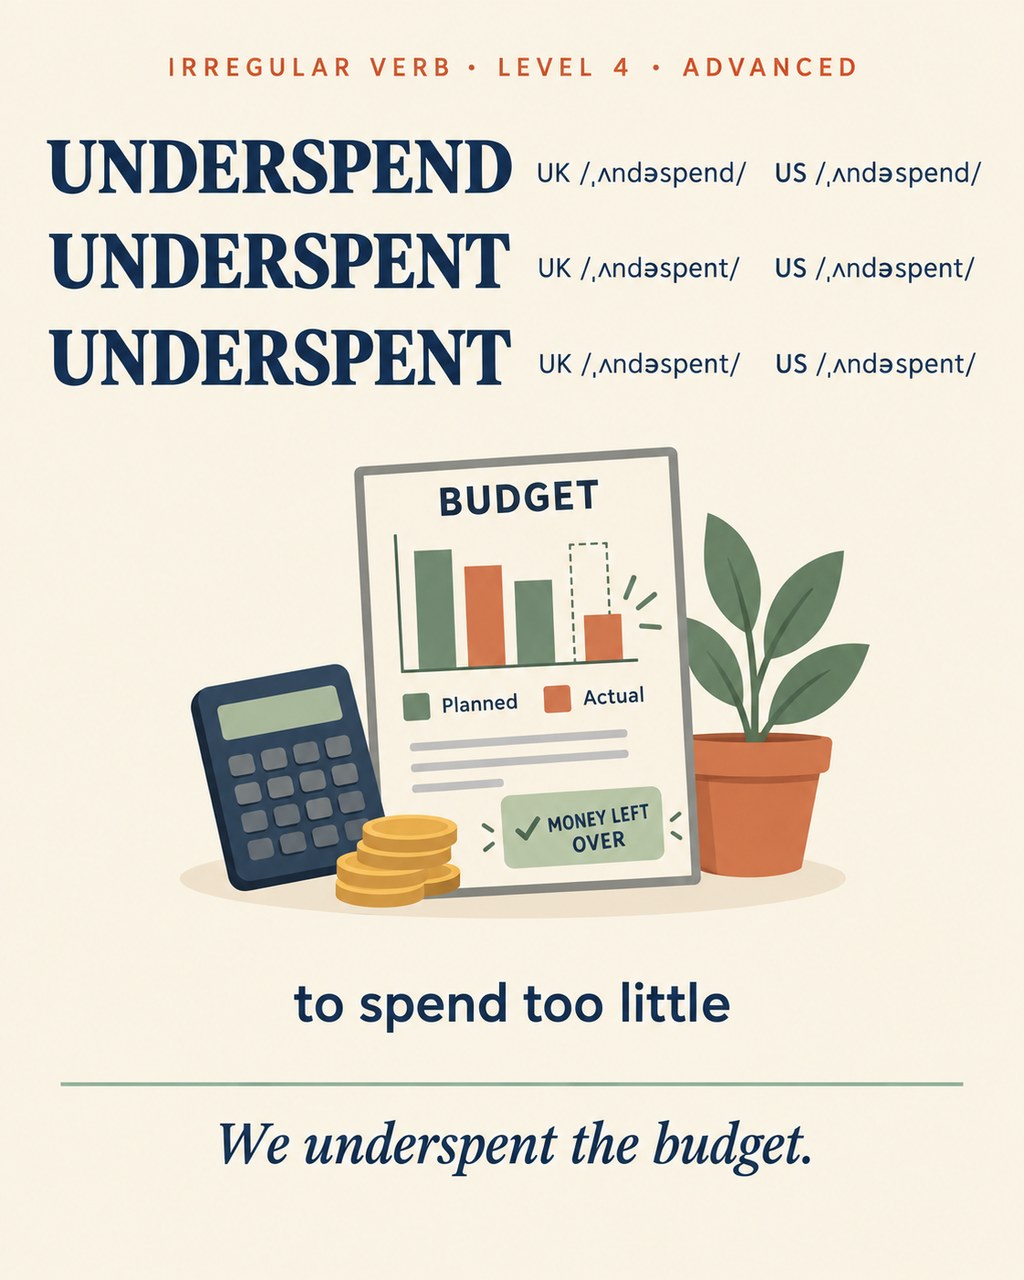 IRREGULAR VERB • LEVEL 4 • ADVANCED
UNDERSPEND UK /ˌʌndəspend/ US /ˌʌndəspend/
UNDERSPENT UK /ˌʌndəspent/ US /ˌʌndəspent/
UNDERSPENT UK /ˌʌndəspent/ US /ˌʌndəspent/
BUDGET
Planned Actual
MONEY LEFT
OVER
to spend too little
We underspent the budget.